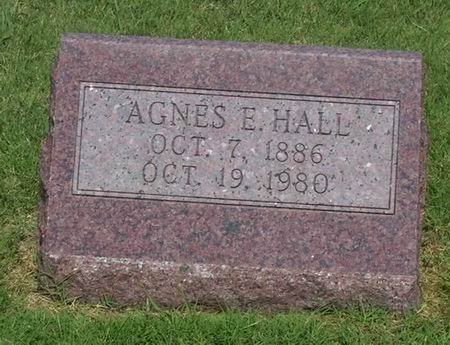 AGNES E. HALL
OCT. 7, 1886
OCT. 19, 1980